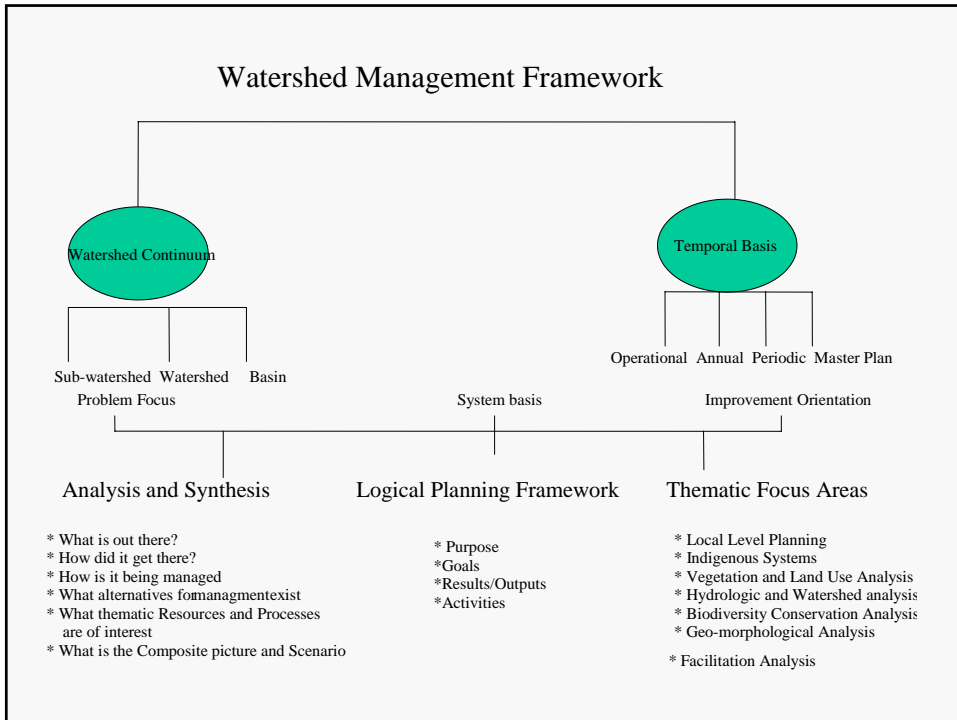 Watershed Management Framework
Watershed Continuum
Temporal Basis
Operational Annual Periodic Master Plan
Sub-watershed Watershed Basin
Problem Focus
System basis
Improvement Orientation
Analysis and Synthesis
* What is out there?
* How did it get there?
* How is it being managed
* What alternatives formanagmentexist
* What thematic Resources and Processes
are of interest
* What is the Composite picture and Scenario
Logical Planning Framework
* Purpose
*Goals
*Results/Outputs
*Activities
Thematic Focus Areas
* Local Level Planning
* Indigenous Systems
* Vegetation and Land Use Analysis
* Hydrologic and Watershed analysis
* Biodiversity Conservation Analysis
* Geo-morphological Analysis
* Facilitation Analysis